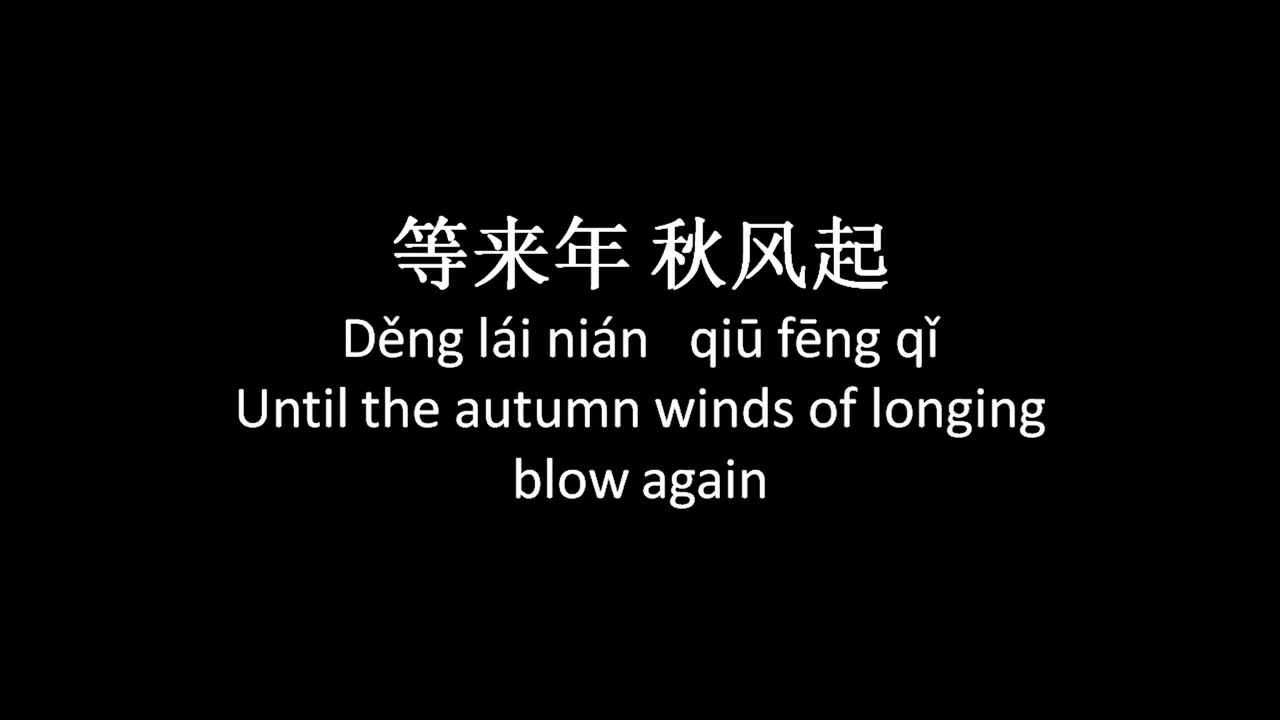 等来年 秋风起
Děng lái nián   qiū fēng qǐ
Until the autumn winds of longing
blow again